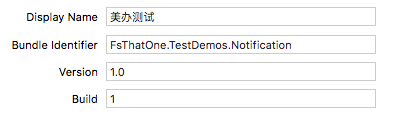 Display Name 美办测试
Bundle Identifier FsThatOne.TestDemos.Notification
Version 1.0
Build 1